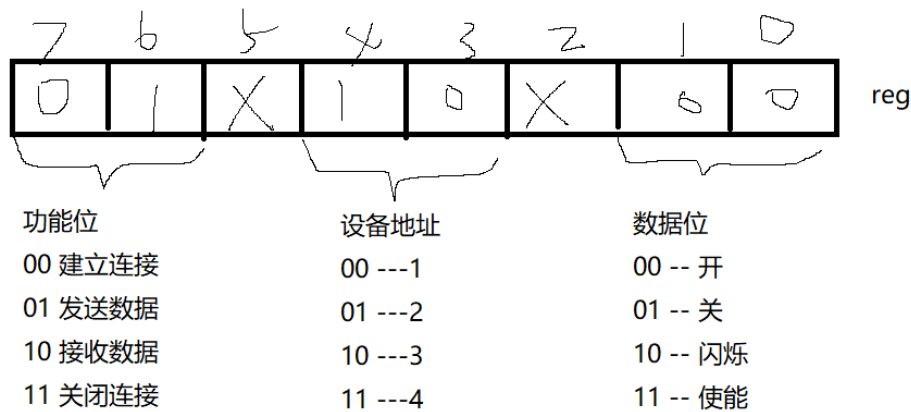 7 6 5 4 3 2 1 0
0 1 X 1 0 X 0 0 reg
功能位 设备地址 数据位
00 建立连接 00 ---1 00 -- 开
01 发送数据 01 ---2 01 -- 关
10 接收数据 10 ---3 10 -- 闪烁
11 关闭连接 11 ---4 11 -- 使能